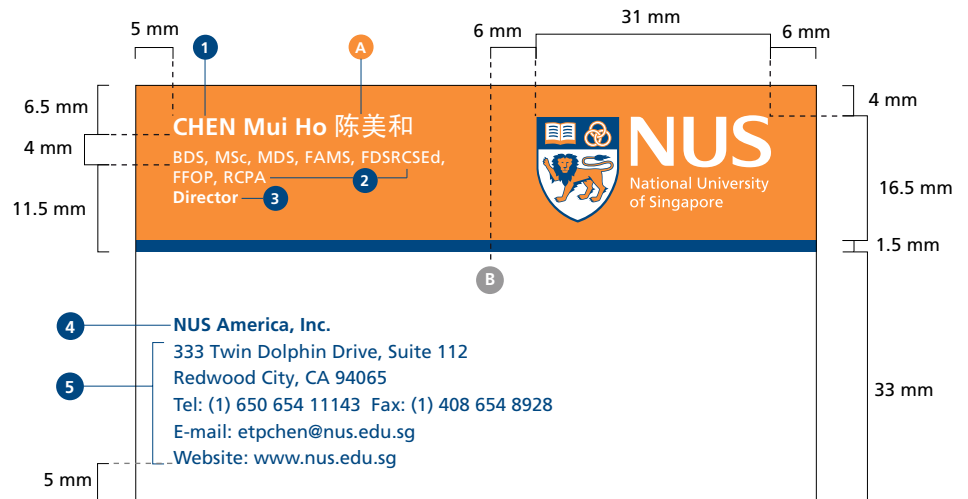 5 mm
1
A
6 mm
31 mm
6 mm
6.5 mm
4 mm
11.5 mm
CHEN Mui Ho 陈美和
BDS, MSc, MDS, FAMS, FDSRCSEd,
FFOP, RCPA
2
Director
3
NUS
National University
of Singapore
4 mm
16.5 mm
1.5 mm
B
4
NUS America, Inc.
5
333 Twin Dolphin Drive, Suite 112
Redwood City, CA 94065
Tel: (1) 650 654 11143 Fax: (1) 408 654 8928
E-mail: etpchen@nus.edu.sg
Website: www.nus.edu.sg
33 mm
5 mm